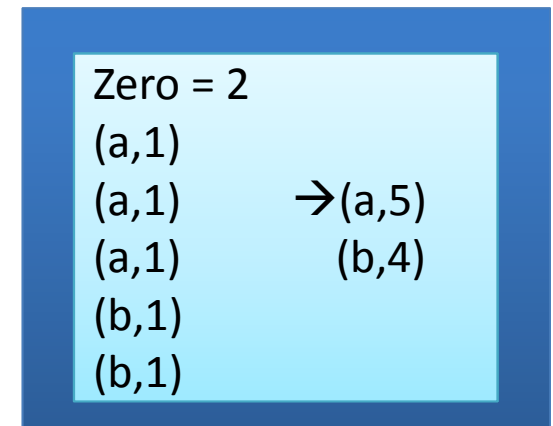 Zero = 2
(a,1)
(a,1) →(a,5)
(a,1) (b,4)
(b,1)
(b,1)